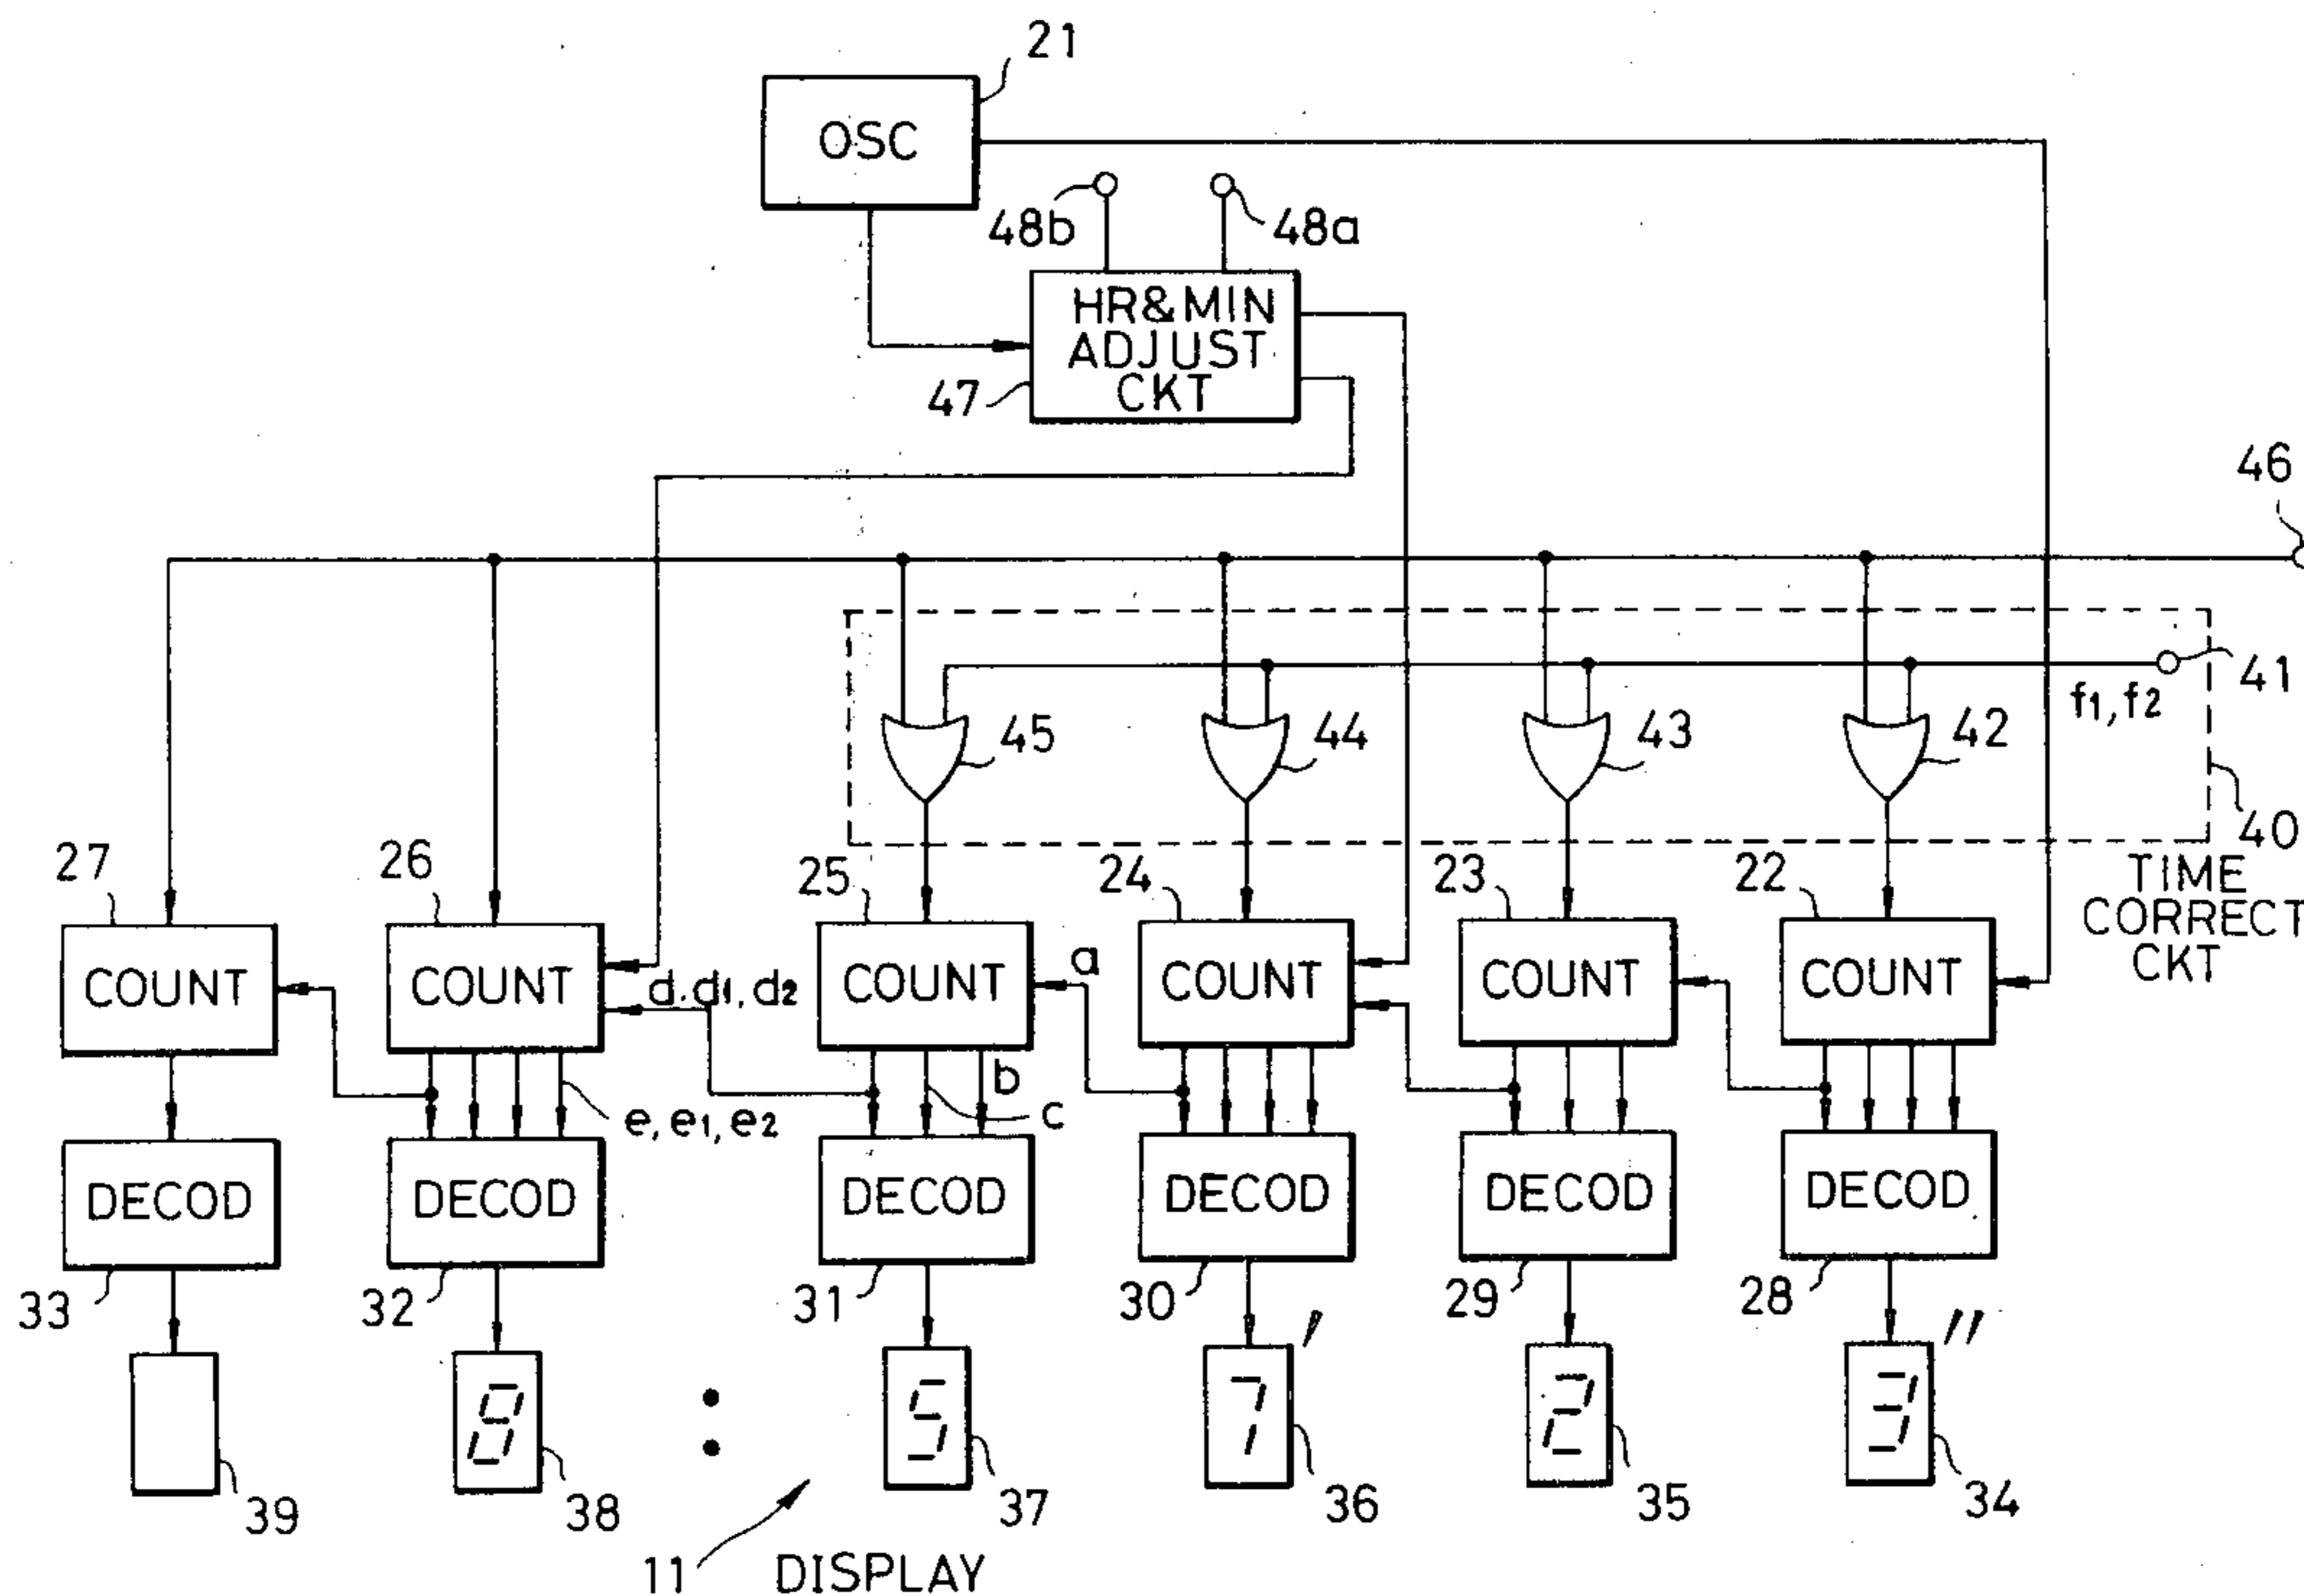 21
OSC
48b
48a
HR&MIN
ADJUST
CKT
47
46
41
f1, f2
45
44
43
42
40
TIME
CORRECT
CKT
27
26
25
24
23
22
COUNT
COUNT
COUNT
COUNT
COUNT
COUNT
d.d1, d2
a
b
c
e, e1, e2
DECOD
DECOD
DECOD
DECOD
DECOD
DECOD
33
32
31
30
29
28
8 : 5 7 ′ 2 3 ″
39
38
37
36
35
34
11
DISPLAY